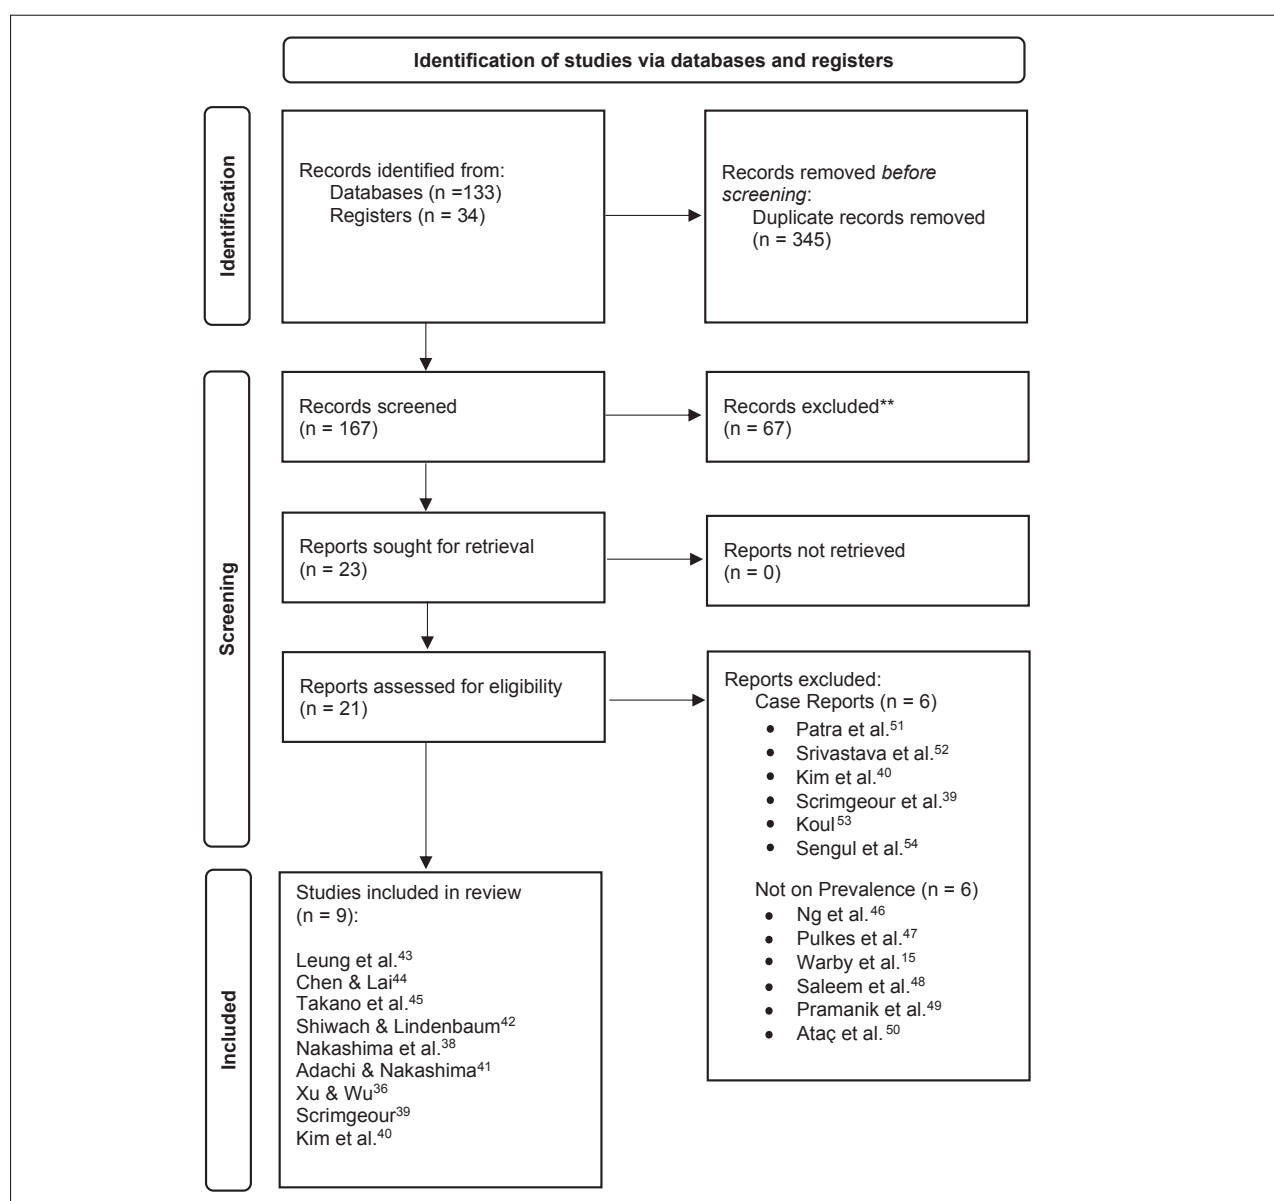 Identification of studies via databases and registers
Identification
Records identified from:
Databases (n =133)
Registers (n = 34)
Records removed before
screening:
Duplicate records removed
(n = 345)
Screening
Records screened
(n = 167)
Records excluded**
(n = 67)
Reports sought for retrieval
(n = 23)
Reports not retrieved
(n = 0)
Reports assessed for eligibility
(n = 21)
Reports excluded:
Case Reports (n = 6)
• Patra et al.51
• Srivastava et al.52
• Kim et al.40
• Scrimgeour et al.39
• Koul53
• Sengul et al.54
Not on Prevalence (n = 6)
• Ng et al.46
• Pulkes et al.47
• Warby et al.15
• Saleem et al.48
• Pramanik et al.49
• Ataç et al.50
Included
Studies included in review
(n = 9):
Leung et al.43
Chen & Lai44
Takano et al.45
Shiwach & Lindenbaum42
Nakashima et al.38
Adachi & Nakashima41
Xu & Wu36
Scrimgeour39
Kim et al.40